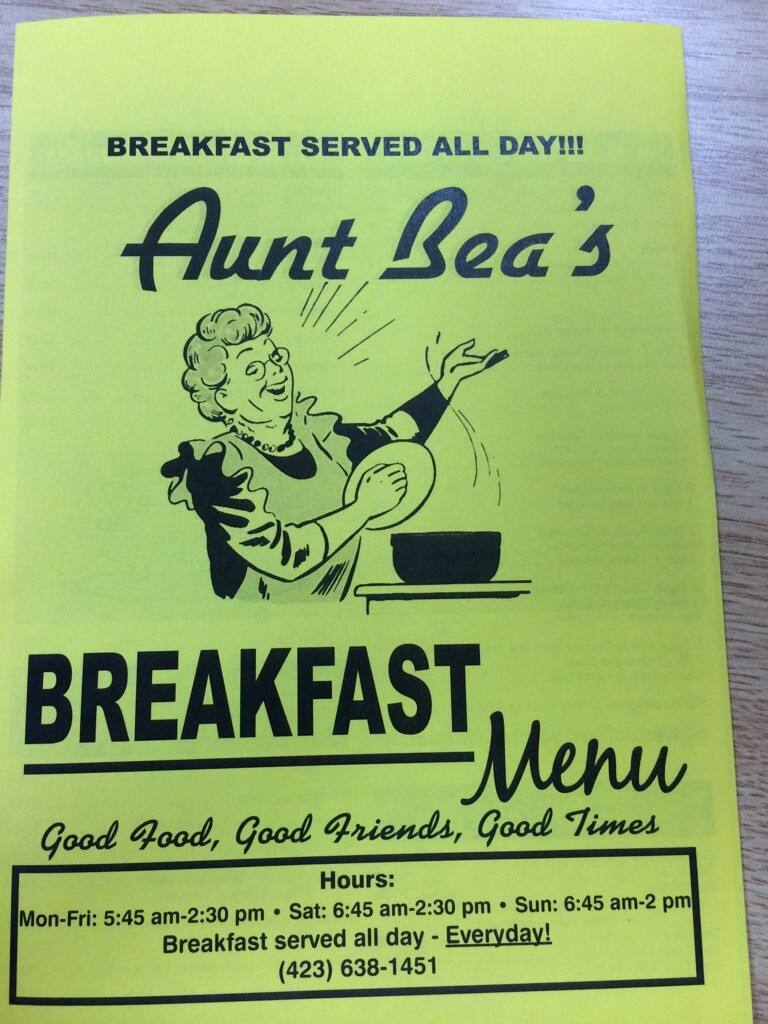 BREAKFAST SERVED ALL DAY!!!
Aunt Bea's
BREAKFAST
Menu
Good Food, Good Friends, Good Times
Hours:
Mon-Fri: 5:45 am-2:30 pm • Sat: 6:45 am-2:30 pm • Sun: 6:45 am-2 pm
Breakfast served all day - Everyday!
(423) 638-1451